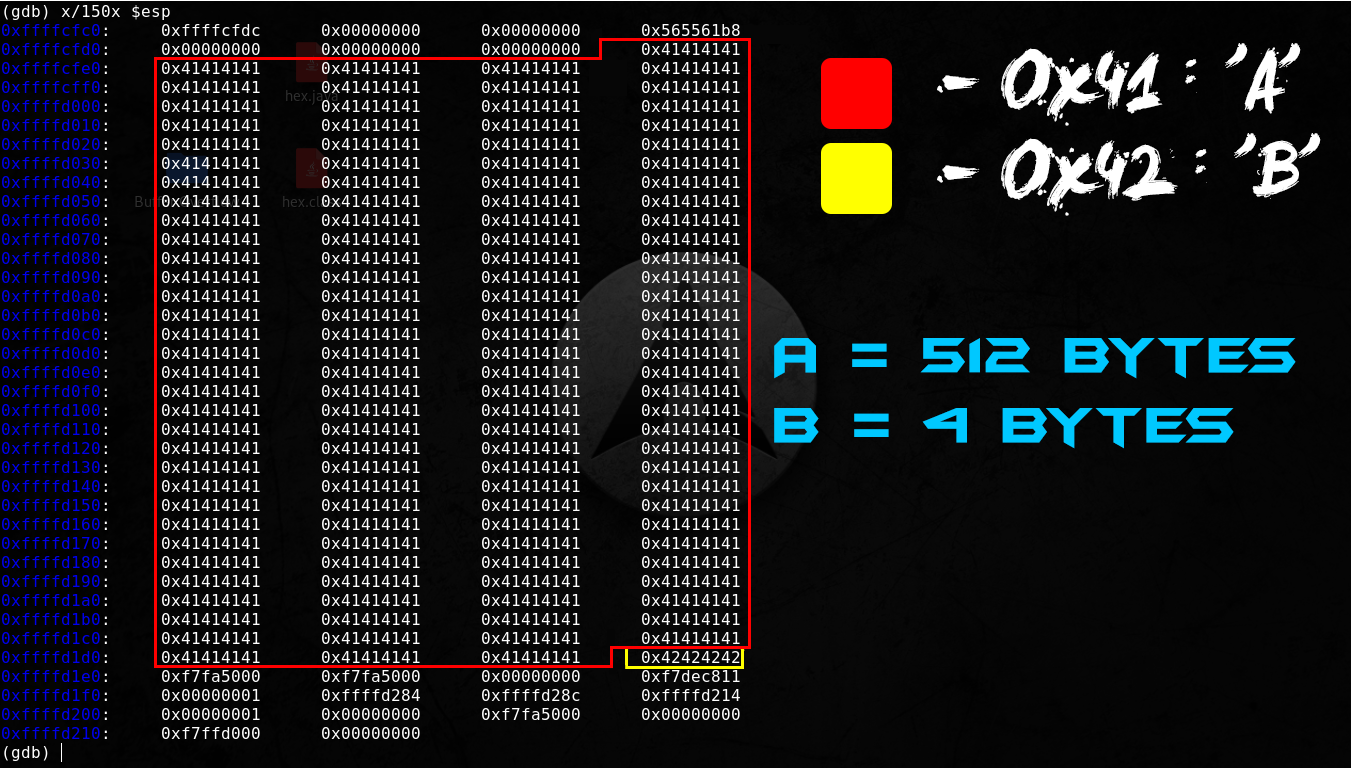 (gdb) x/150x $esp
0xffffcfc0: 0xffffcfdc 0x00000000 0x00000000 0x565561b8
0xffffcfd0: 0x00000000 0x00000000 0x00000000 0x41414141
0xffffcfe0: 0x41414141 0x41414141 0x41414141 0x41414141
0xffffcff0: 0x41414141 0x41414141 0x41414141 0x41414141
0xffffd000: 0x41414141 0x41414141 0x41414141 0x41414141
0xffffd010: 0x41414141 0x41414141 0x41414141 0x41414141
0xffffd020: 0x41414141 0x41414141 0x41414141 0x41414141
0xffffd030: 0x41414141 0x41414141 0x41414141 0x41414141
0xffffd040: 0x41414141 0x41414141 0x41414141 0x41414141
0xffffd050: 0x41414141 0x41414141 0x41414141 0x41414141
0xffffd060: 0x41414141 0x41414141 0x41414141 0x41414141
0xffffd070: 0x41414141 0x41414141 0x41414141 0x41414141
0xffffd080: 0x41414141 0x41414141 0x41414141 0x41414141
0xffffd090: 0x41414141 0x41414141 0x41414141 0x41414141
0xffffd0a0: 0x41414141 0x41414141 0x41414141 0x41414141
0xffffd0b0: 0x41414141 0x41414141 0x41414141 0x41414141
0xffffd0c0: 0x41414141 0x41414141 0x41414141 0x41414141
0xffffd0d0: 0x41414141 0x41414141 0x41414141 0x41414141
0xffffd0e0: 0x41414141 0x41414141 0x41414141 0x41414141
0xffffd0f0: 0x41414141 0x41414141 0x41414141 0x41414141
0xffffd100: 0x41414141 0x41414141 0x41414141 0x41414141
0xffffd110: 0x41414141 0x41414141 0x41414141 0x41414141
0xffffd120: 0x41414141 0x41414141 0x41414141 0x41414141
0xffffd130: 0x41414141 0x41414141 0x41414141 0x41414141
0xffffd140: 0x41414141 0x41414141 0x41414141 0x41414141
0xffffd150: 0x41414141 0x41414141 0x41414141 0x41414141
0xffffd160: 0x41414141 0x41414141 0x41414141 0x41414141
0xffffd170: 0x41414141 0x41414141 0x41414141 0x41414141
0xffffd180: 0x41414141 0x41414141 0x41414141 0x41414141
0xffffd190: 0x41414141 0x41414141 0x41414141 0x41414141
0xffffd1a0: 0x41414141 0x41414141 0x41414141 0x41414141
0xffffd1b0: 0x41414141 0x41414141 0x41414141 0x41414141
0xffffd1c0: 0x41414141 0x41414141 0x41414141 0x41414141
0xffffd1d0: 0x41414141 0x41414141 0x41414141 0x42424242
0xffffd1e0: 0xf7fa5000 0xf7fa5000 0x00000000 0xf7dec811
0xffffd1f0: 0x00000001 0xffffd284 0xffffd28c 0xffffd214
0xffffd200: 0x00000001 0x00000000 0xf7fa5000 0x00000000
0xffffd210: 0xf7ffd000 0x00000000
(gdb)
- 0x41 : 'A'
- 0x42 : 'B'
A = 512 BYTES
B = 4 BYTES